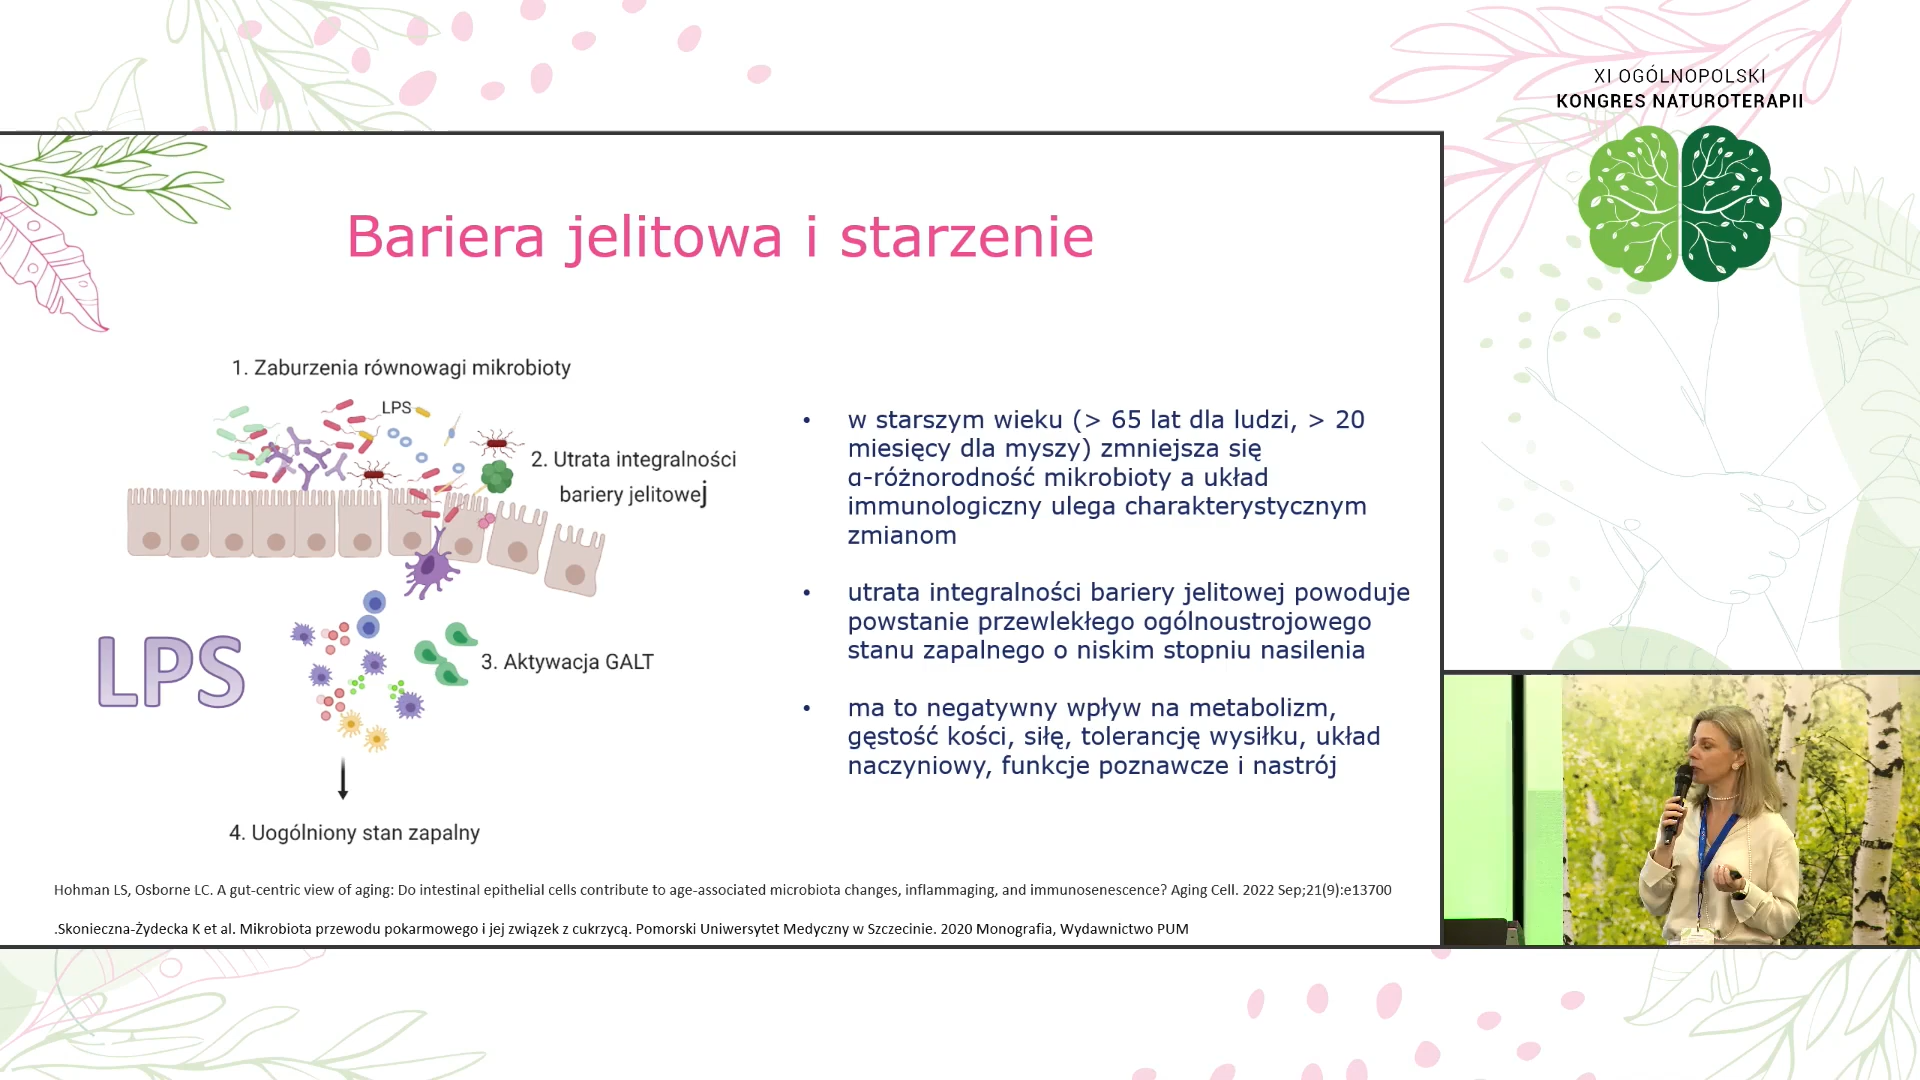 XI OGÓLNOPOLSKI
KONGRES NATUROTERAPII
Bariera jelitowa i starzenie
1. Zaburzenia równowagi mikrobioty
LPS
2. Utrata integralności
bariery jelitowej
LPS
3. Aktywacja GALT
4. Uogólniony stan zapalny
• w starszym wieku (> 65 lat dla ludzi, > 20
miesięcy dla myszy) zmniejsza się
α-różnorodność mikrobioty a układ
immunologiczny ulega charakterystycznym
zmianom
• utrata integralności bariery jelitowej powoduje
powstanie przewlekłego ogólnoustrojowego
stanu zapalnego o niskim stopniu nasilenia
• ma to negatywny wpływ na metabolizm,
gęstość kości, siłę, tolerancję wysiłku, układ
naczyniowy, funkcje poznawcze i nastrój
Hohman LS, Osborne LC. A gut-centric view of aging: Do intestinal epithelial cells contribute to age-associated microbiota changes, inflammaging, and immunosenescence? Aging Cell. 2022 Sep;21(9):e13700
.Skonieczna-Żydecka K et al. Mikrobiota przewodu pokarmowego i jej związek z cukrzycą. Pomorski Uniwersytet Medyczny w Szczecinie. 2020 Monografia, Wydawnictwo PUM